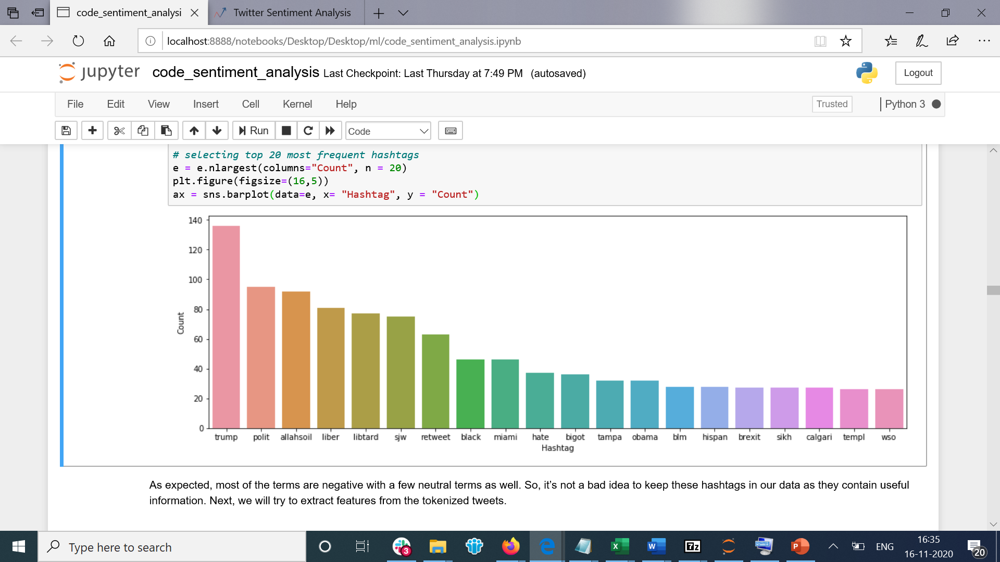 code_sentiment_analysi
Twitter Sentiment Analysis
localhost:8888/notebooks/Desktop/Desktop/ml/code_sentiment_analysis.ipynb
jupyter code_sentiment_analysis Last Checkpoint: Last Thursday at 7:49 PM (autosaved)
Logout
File Edit View Insert Cell Kernel Help
Trusted
Python 3
Run
Code
# selecting top 20 most frequent hashtags
e = e.nlargest(columns="Count", n = 20)
plt.figure(figsize=(16,5))
ax = sns.barplot(data=e, x= "Hashtag", y = "Count")
140
120
100
80
60
40
20
0
Count
trump polit allahsoil liber libtard sjw retweet black miami hate bigot tampa obama blm hispan brexit sikh calgari templ wso
Hashtag
As expected, most of the terms are negative with a few neutral terms as well. So, it’s not a bad idea to keep these hashtags in our data as they contain useful
information. Next, we will try to extract features from the tokenized tweets.
Type here to search
3
X
W
7z
P
ENG
16:35
16-11-2020
20